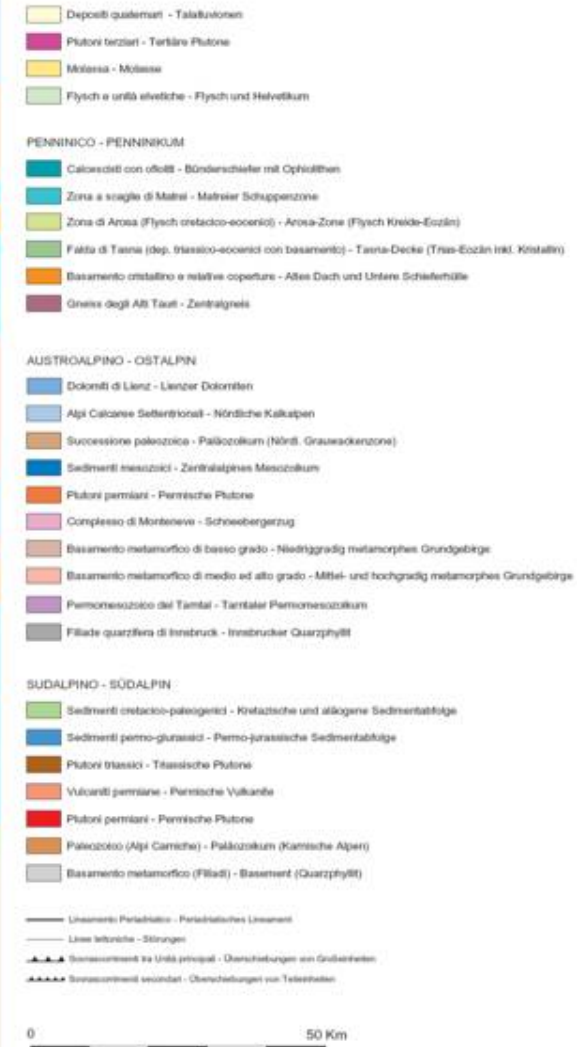 Depositi quaternari - Talalluvionen
Plutoni terziari - Tertiäre Plutone
Molassa - Molasse
Flysch e unità elvetiche - Flysch und Helvetikum
PENNINICO - PENNINIKUM
Calcescisti con ofioliti - Bündnerschiefer mit Ophiolithen
Zona a scaglie di Matrei - Matreier Schuppenzone
Zona di Arosa (Flysch cretacico-eocenici) - Arosa-Zone (Flysch Kreide-Eozän)
Falda di Tasna (dep. triassico-eocenici con basamento) - Tasna-Decke (Trias-Eozän inkl. Kristallin)
Basamento cristallino e relative coperture - Altes Dach und Untere Schieferhülle
Gneiss degli Alti Tauri - Zentralgneis
AUSTROALPINO - OSTALPIN
Dolomiti di Lienz - Lienzer Dolomiten
Alpi Calcaree Settentrionali - Nördliche Kalkalpen
Successione paleozoica - Paläozoikum (Nördl. Grauwackenzone)
Sedimenti mesozoici - Zentralalpines Mesozoikum
Plutoni permiani - Permische Plutone
Complesso di Monteneve - Schneebergerzug
Basamento metamorfico di basso grado - Niedriggradig metamorphes Grundgebirge
Basamento metamorfico di medio ed alto grado - Mittel- und hochgradig metamorphes Grundgebirge
Permomesozoico del Tarntal - Tarntaler Permomesozoikum
Fillade quarzifera di Innsbruck - Innsbrucker Quarzphyllit
SUDALPINO - SÜDALPIN
Sedimenti cretacico-paleogenici - Kretazische und aläogene Sedimentabfolge
Sedimenti permo-giurassici - Permo-jurassische Sedimentabfolge
Plutoni triassici - Triassische Plutone
Vulcaniti permiane - Permische Vulkanite
Plutoni permiani - Permische Plutone
Paleozoico (Alpi Carniche) - Paläozoikum (Karnische Alpen)
Basamento metamorfico (Filladi) - Basement (Quarzphyllit)
Lineamento Periadriatico - Periadriatisches Lineament
Linee tettoniche - Störungen
Sovrascorrimenti tra Unità principali - Überschiebungen von Großeinheiten
Sovrascorrimenti secondari - Überschiebungen von Teileinheiten
0 50 Km